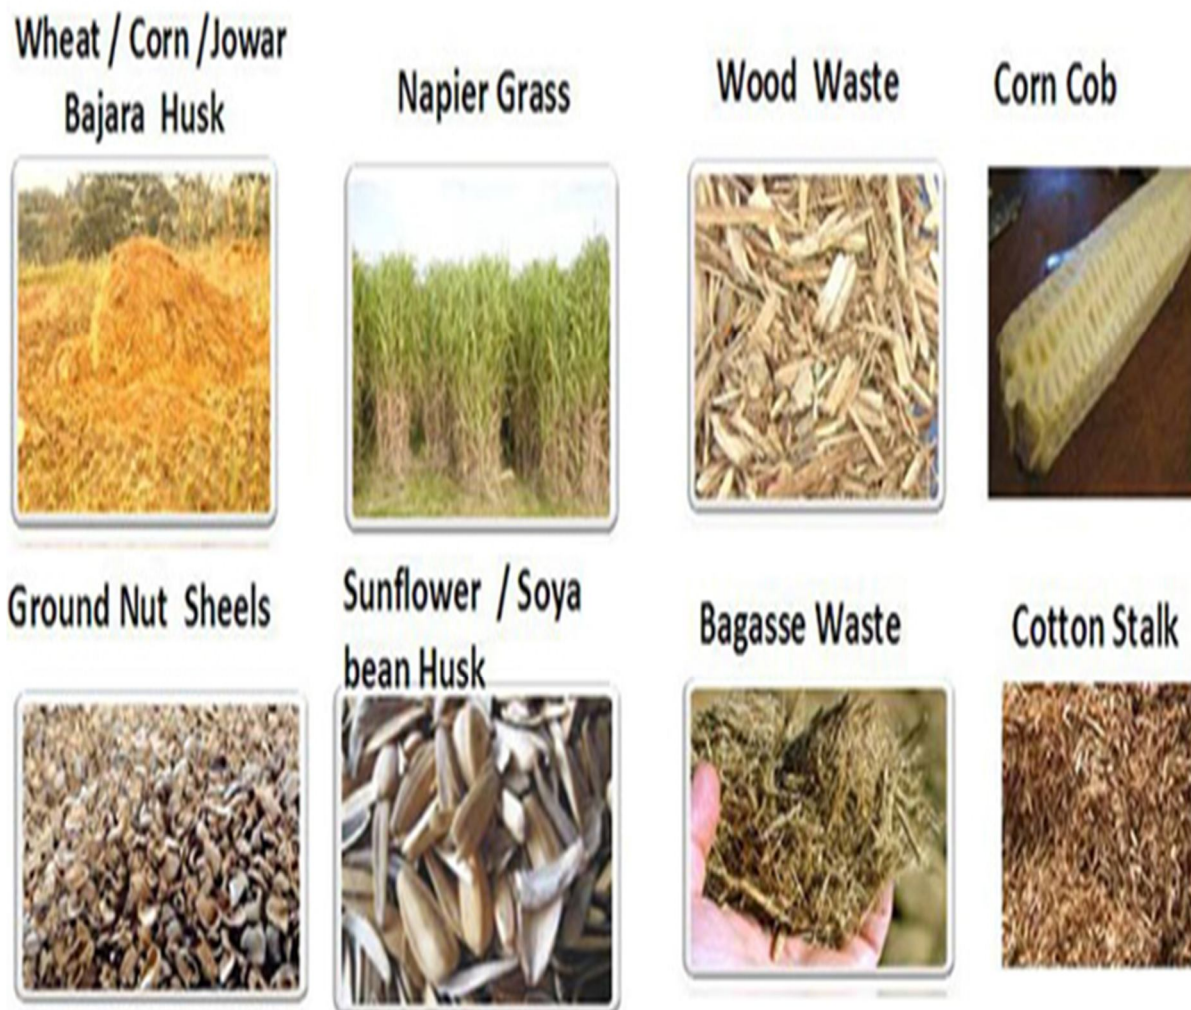 Wheat / Corn /Jowar
Bajara Husk
Napier Grass
Wood Waste
Corn Cob
Ground Nut Sheels
Sunflower / Soya
bean Husk
Bagasse Waste
Cotton Stalk